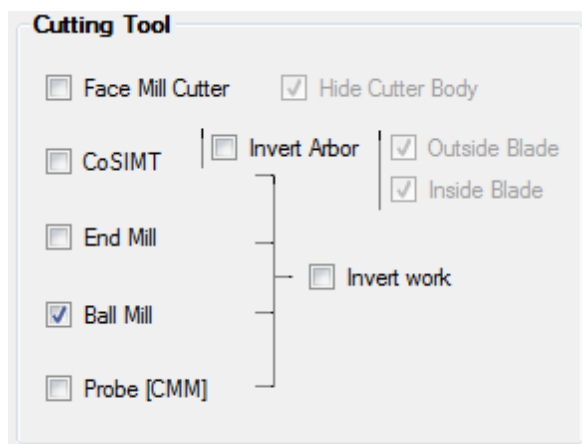 Cutting Tool
Face Mill Cutter
Hide Cutter Body
CoSIMT
Invert Arbor
Outside Blade
Inside Blade
End Mill
Invert work
Ball Mill
Probe [CMM]